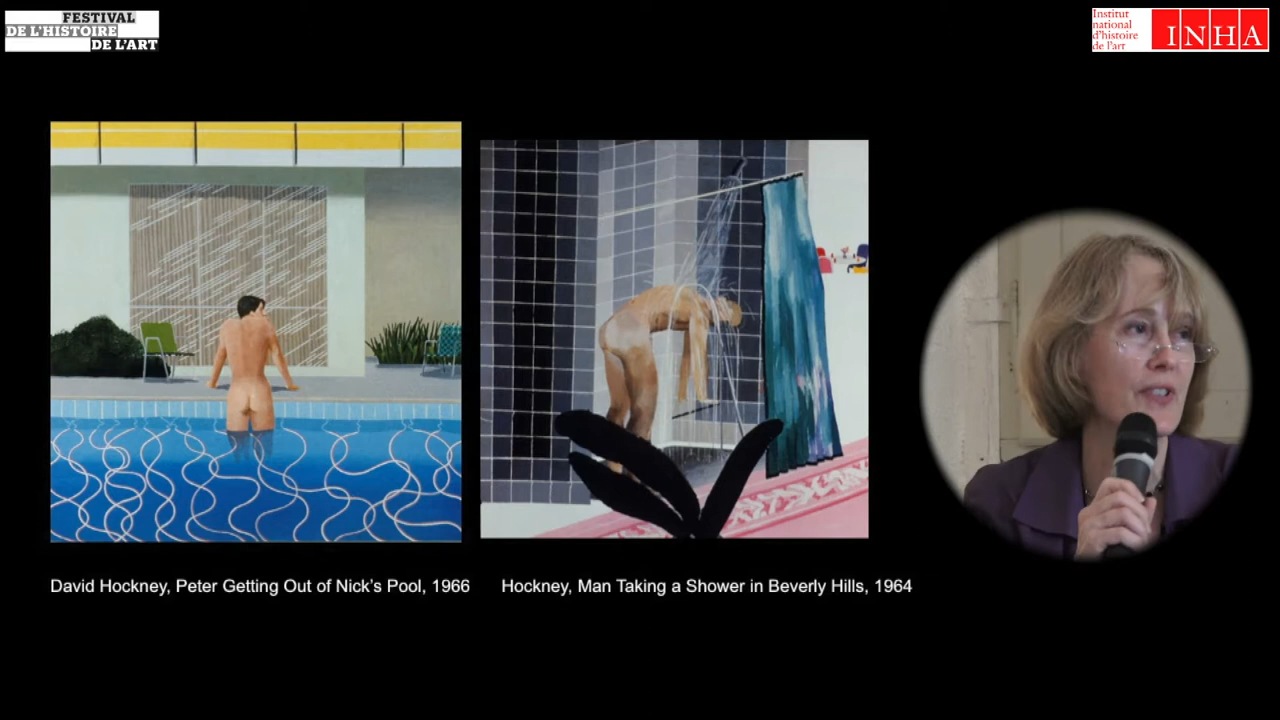 FESTIVAL
DE L'HISTOIRE
DE L'ART
Institut
national
d'histoire
de l'art
INHA
David Hockney, Peter Getting Out of Nick's Pool, 1966
Hockney, Man Taking a Shower in Beverly Hills, 1964